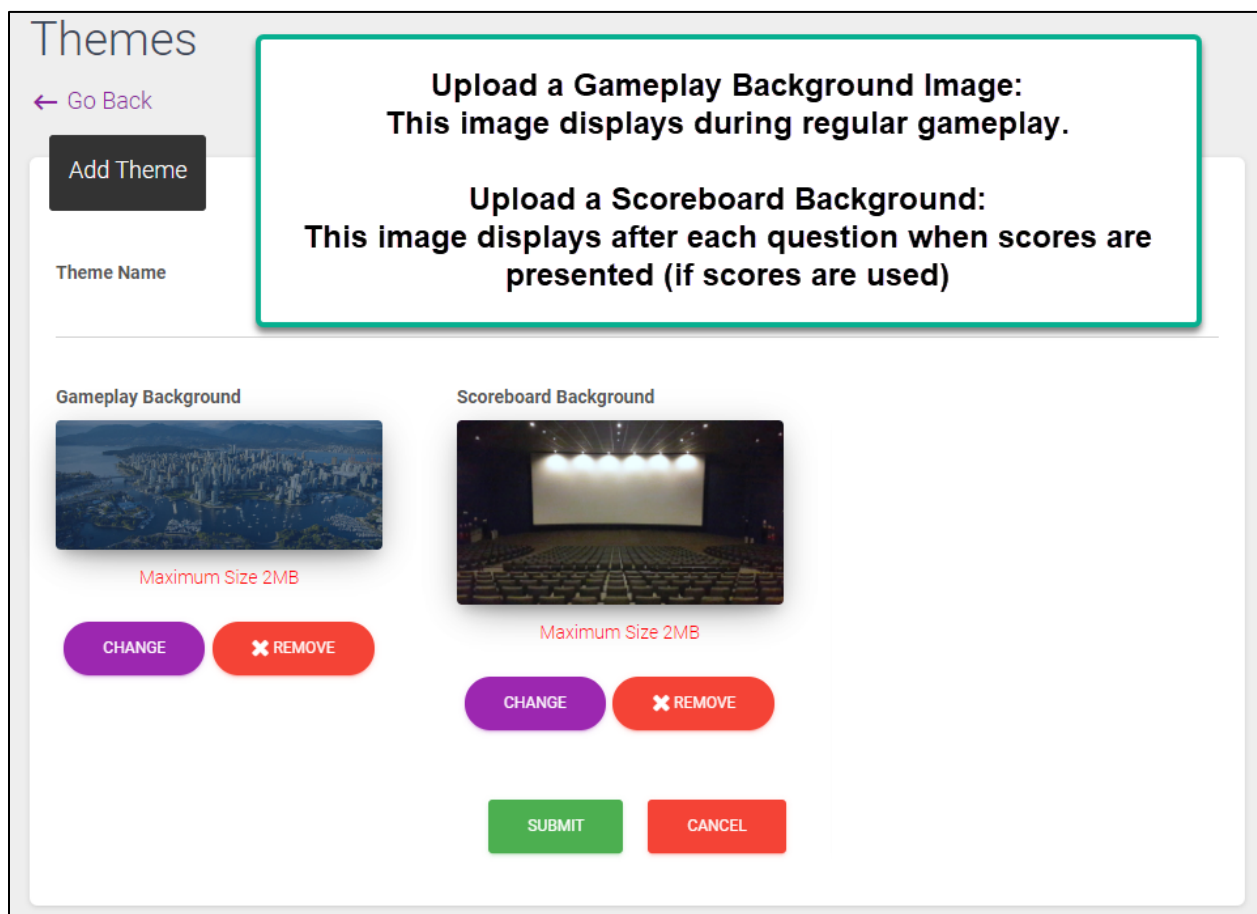 Themes
← Go Back
Add Theme
Upload a Gameplay Background Image:
This image displays during regular gameplay.
Upload a Scoreboard Background:
This image displays after each question when scores are
presented (if scores are used)
Theme Name
Gameplay Background
Scoreboard Background
Maximum Size 2MB
Maximum Size 2MB
CHANGE
✖ REMOVE
CHANGE
✖ REMOVE
SUBMIT
CANCEL